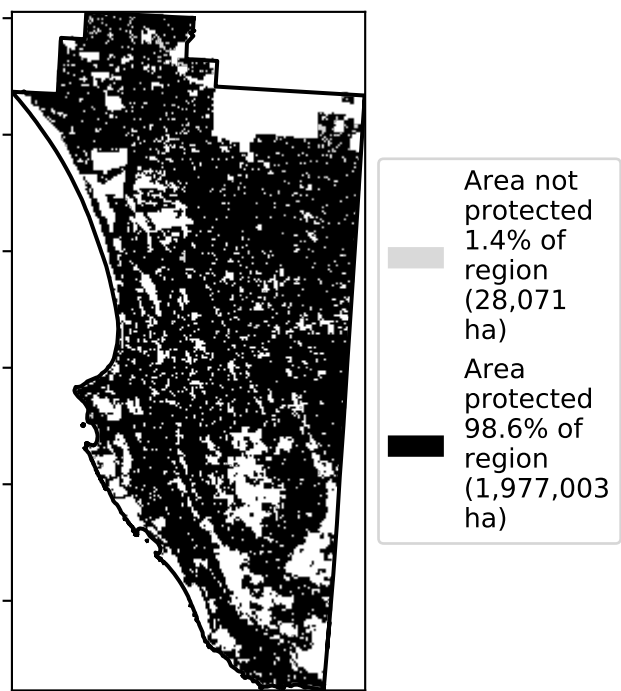 Area not
protected
1.4% of
region
(28,071
ha)
Area
protected
98.6% of
region
(1,977,003
ha)